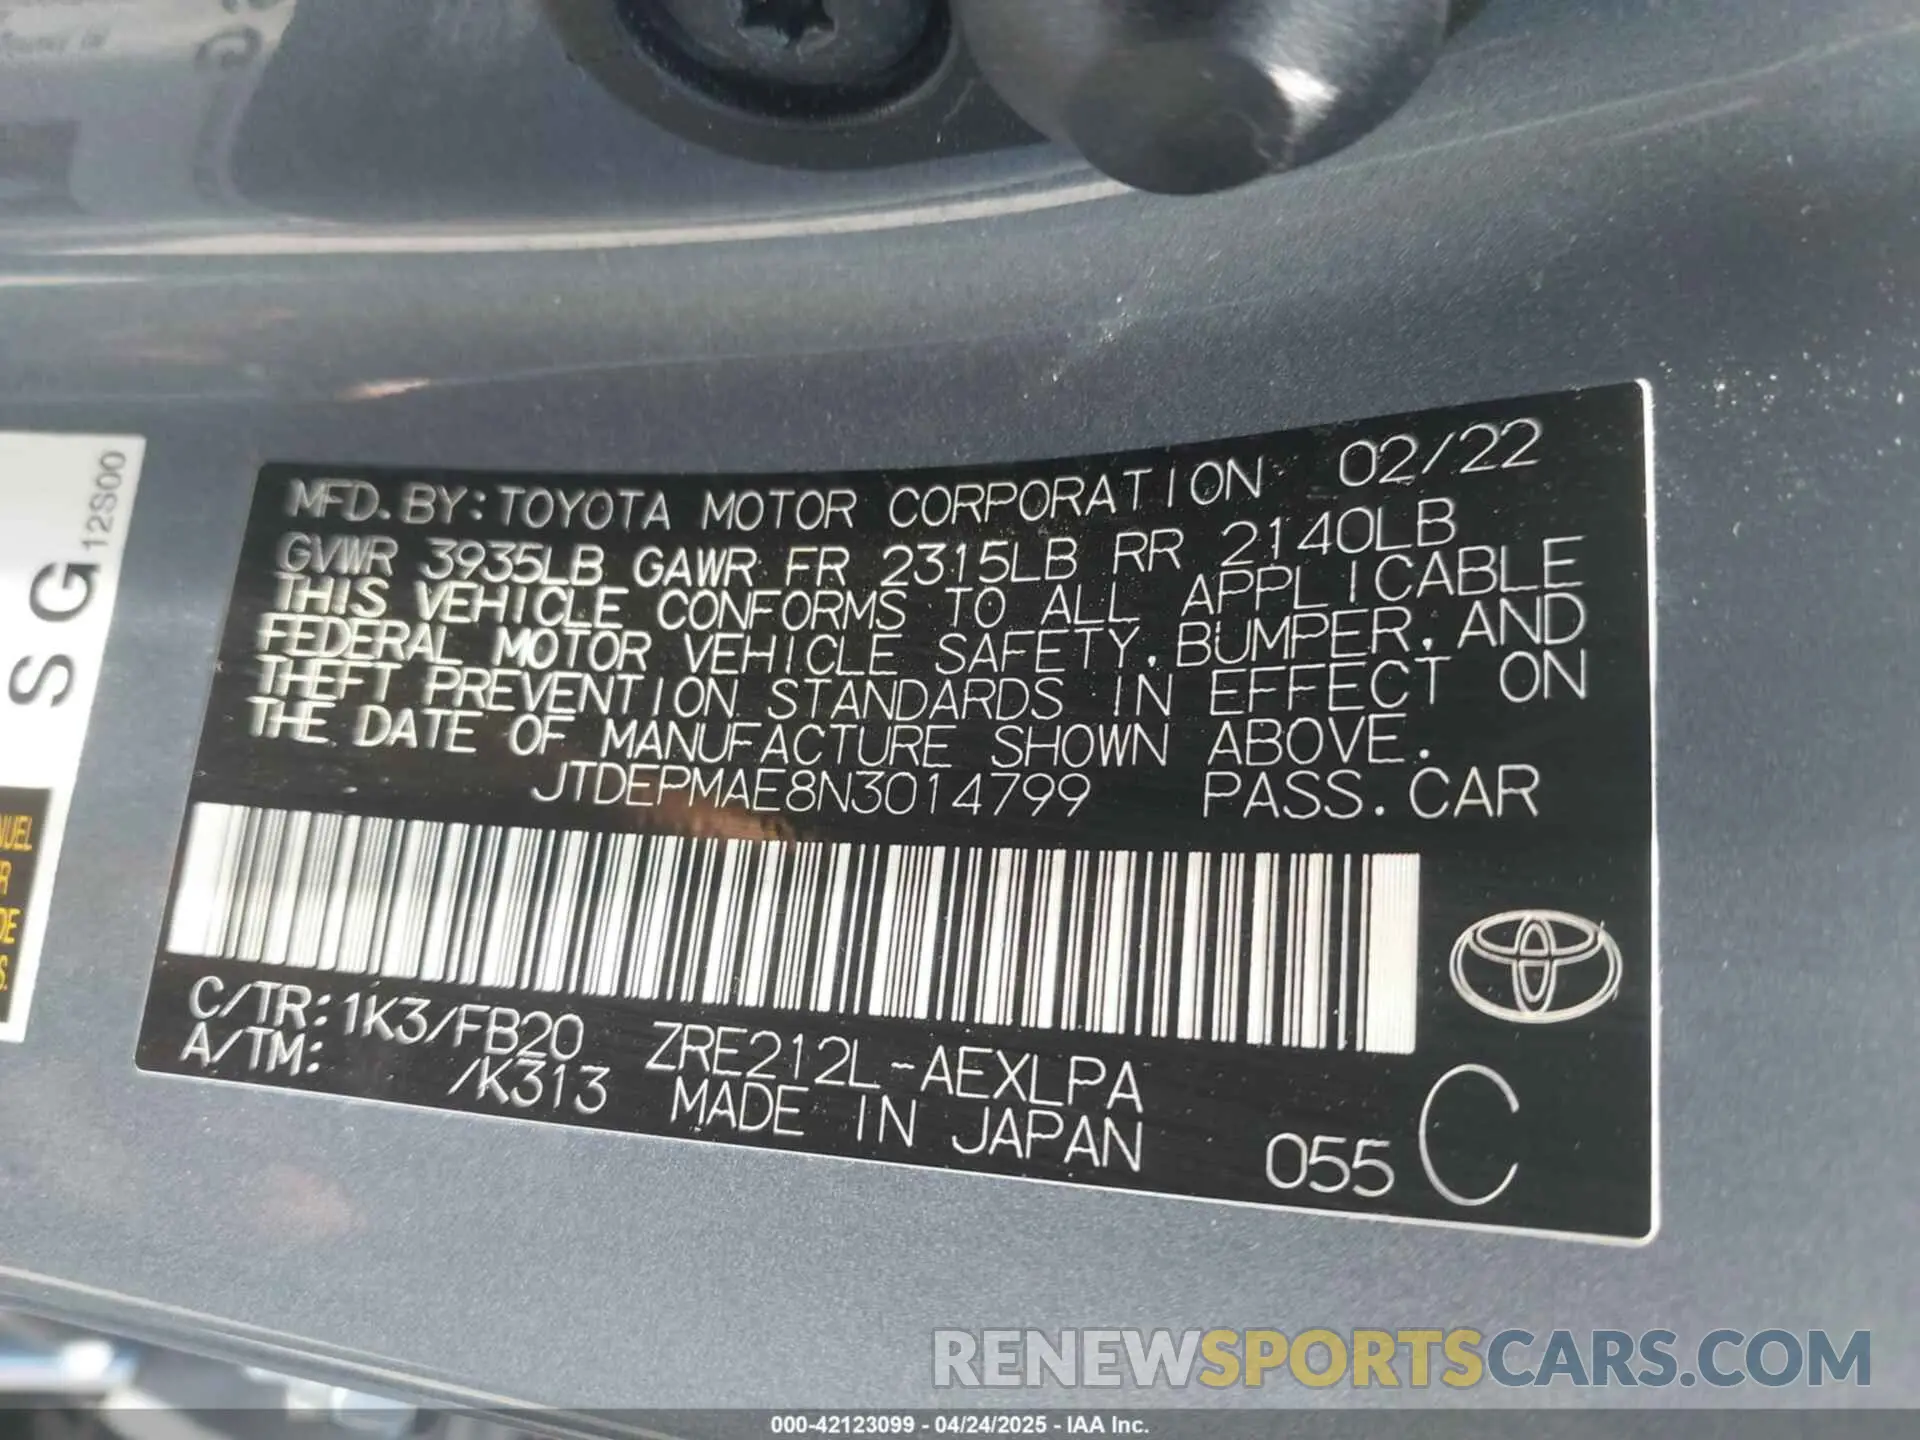 MFD.BY:TOYOTA MOTOR CORPORATION 02/22
GVWR 3935LB GAWR FR 2315LB RR 2140LB
THIS VEHICLE CONFORMS TO ALL APPLICABLE
FEDERAL MOTOR VEHICLE SAFETY, BUMPER, AND
THEFT PREVENTION STANDARDS IN EFFECT ON
THE DATE OF MANUFACTURE SHOWN ABOVE.
JTDEPMAE8N3014799 PASS.CAR
C/TR:1K3/FB20 ZRE212L-AEXLPA
A/TM: /K313 MADE IN JAPAN
055 C
SG 12S00
NUEL
R
DE
S.
RENEWSPORTSCARS.COM
000-42123099 - 04/24/2025 - IAA Inc.